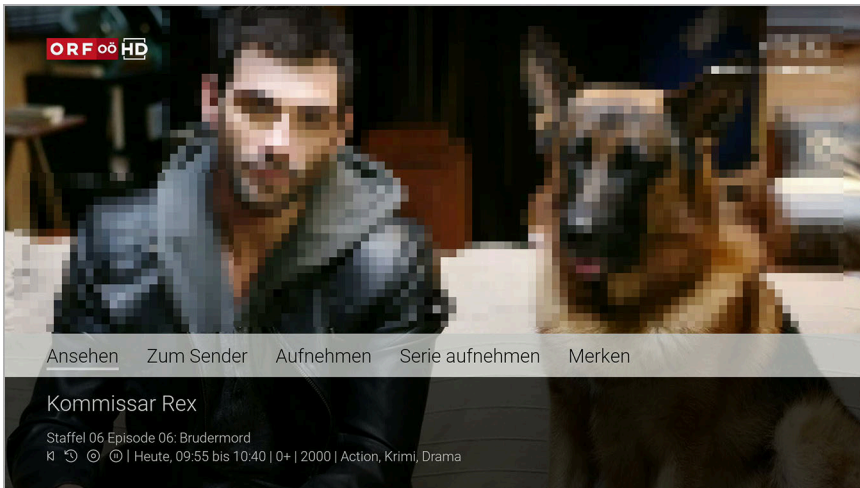 ORF oö HD
Ansehen Zum Sender Aufnehmen Serie aufnehmen Merken
Kommissar Rex
Staffel 06 Episode 06: Brudermord
| Heute, 09:55 bis 10:40 | 0+ | 2000 | Action, Krimi, Drama